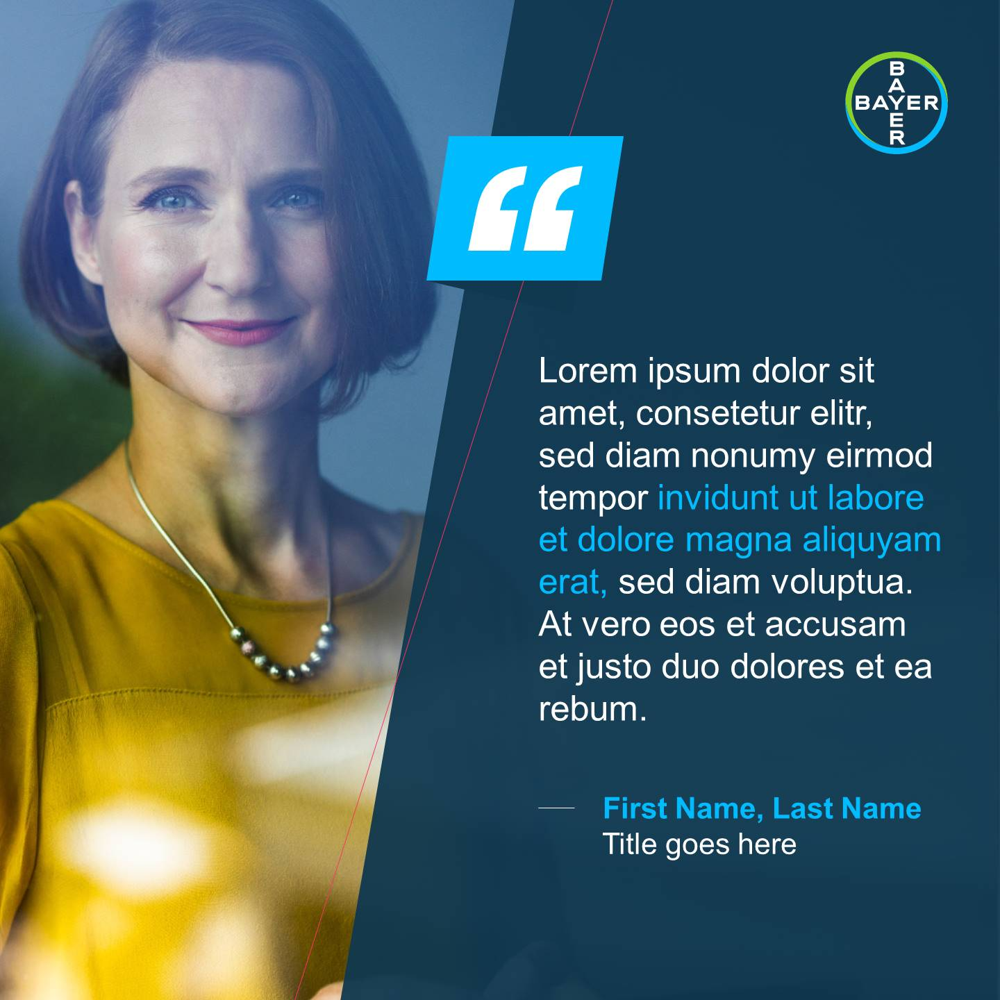 BAYER
BAYER
“
Lorem ipsum dolor sit
amet, consetetur elitr,
sed diam nonumy eirmod
tempor invidunt ut labore
et dolore magna aliquyam
erat, sed diam voluptua.
At vero eos et accusam
et justo duo dolores et ea
rebum.
First Name, Last Name
Title goes here